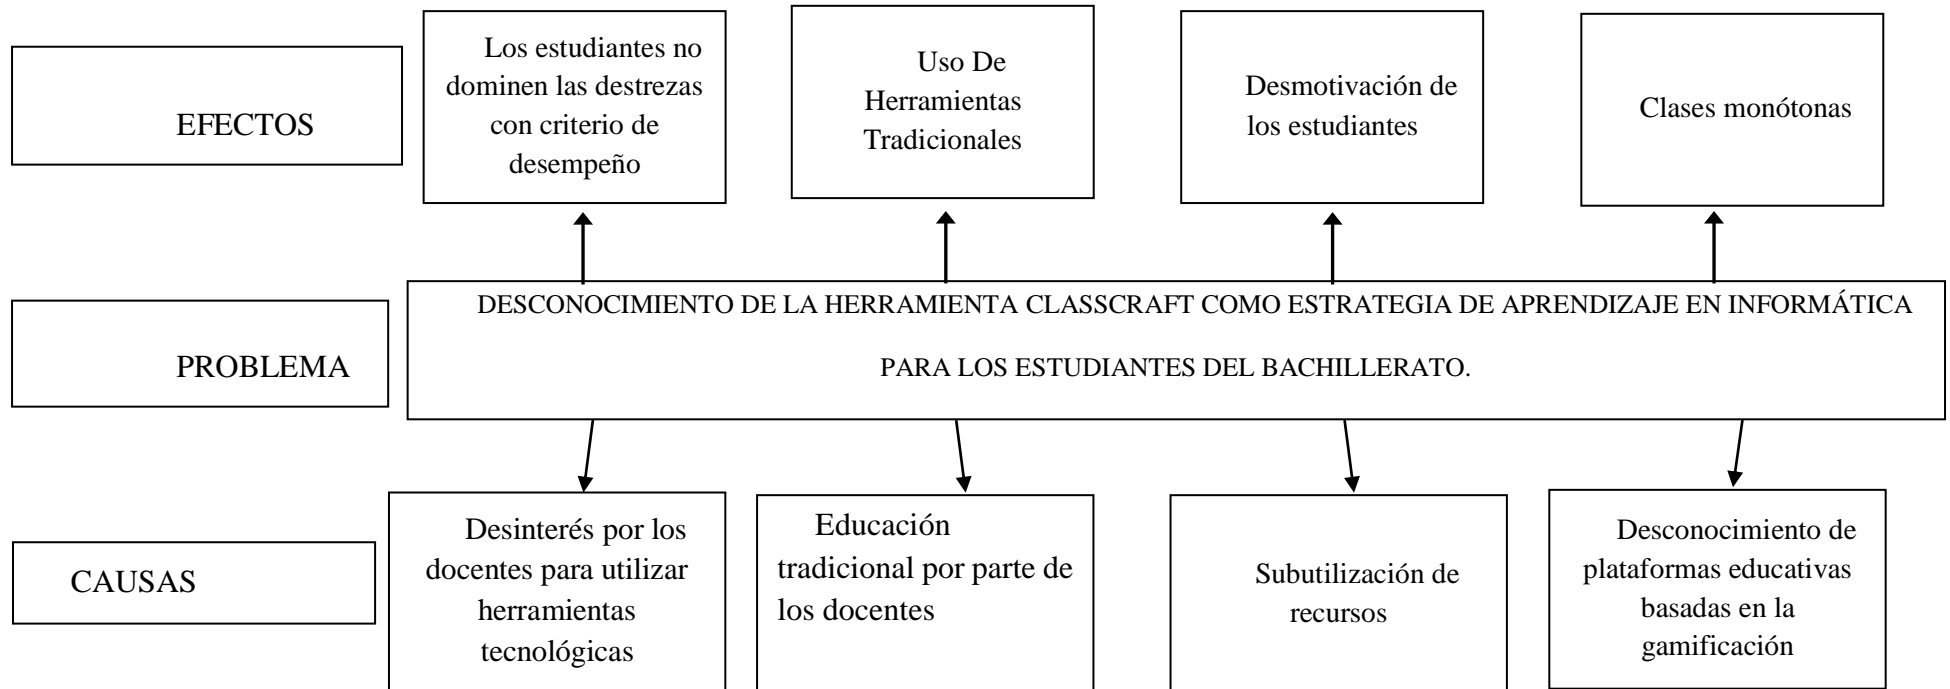 EFECTOS
Los estudiantes no
dominen las destrezas
con criterio de
desempeño
Uso De
Herramientas
Tradicionales
Desmotivación de
los estudiantes
Clases monótonas
PROBLEMA
DESCONOCIMIENTO DE LA HERRAMIENTA CLASSCRAFT COMO ESTRATEGIA DE APRENDIZAJE EN INFORMÁTICA
PARA LOS ESTUDIANTES DEL BACHILLERATO.
CAUSAS
Desinterés por los
docentes para utilizar
herramientas
tecnológicas
Educación
tradicional por parte de
los docentes
Subutilización de
recursos
Desconocimiento de
plataformas educativas
basadas en la
gamificación